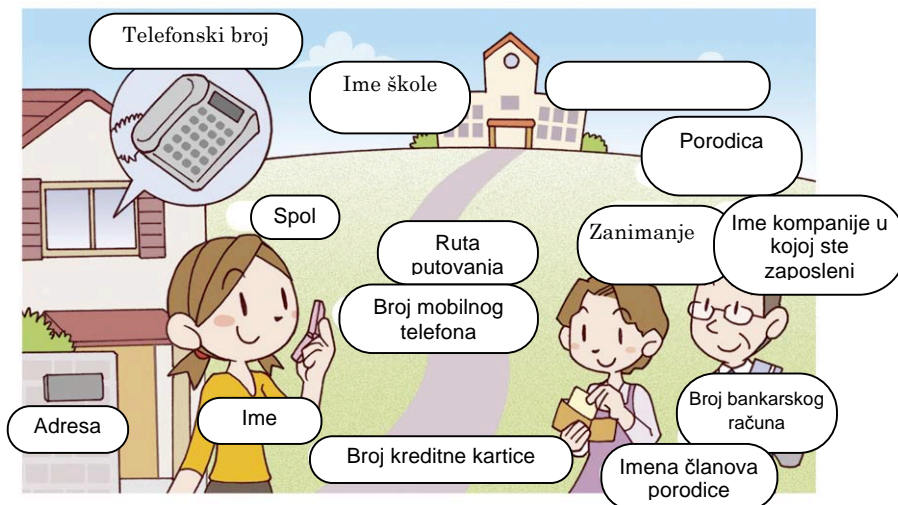 Telefonski broj
Ime škole
Porodica
Spol
Zanimanje
Ime kompanije u
kojoj ste
zaposleni
Ruta
putovanja
Broj mobilnog
telefona
Adresa
Ime
Broj bankarskog
računa
Broj kreditne kartice
Imena članova
porodice